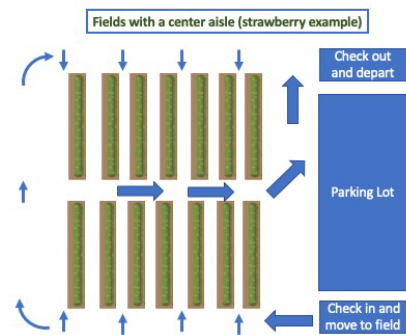 Fields with a center aisle (strawberry example)
Check out
and depart
Parking Lot
Check in and
move to field